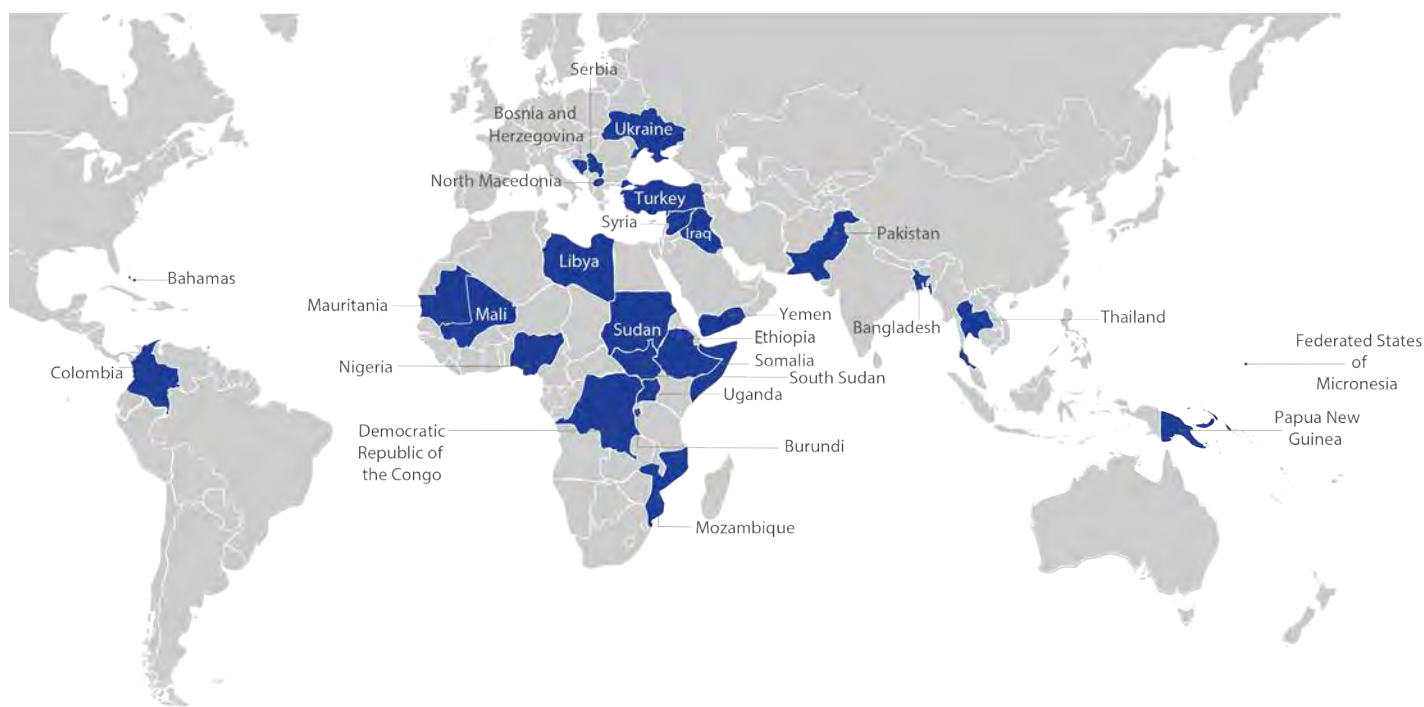 Serbia
Bosnia and
Herzegovina
Ukraine
North Macedonia
Turkey
Syria
Iraq
Pakistan
Libya
Bahamas
Mauritania
Mali
Sudan
Yemen
Bangladesh
Thailand
Ethiopia
Nigeria
Somalia
South Sudan
Colombia
Federated States
of
Micronesia
Uganda
Papua New
Guinea
Democratic
Republic of
the Congo
Burundi
Mozambique